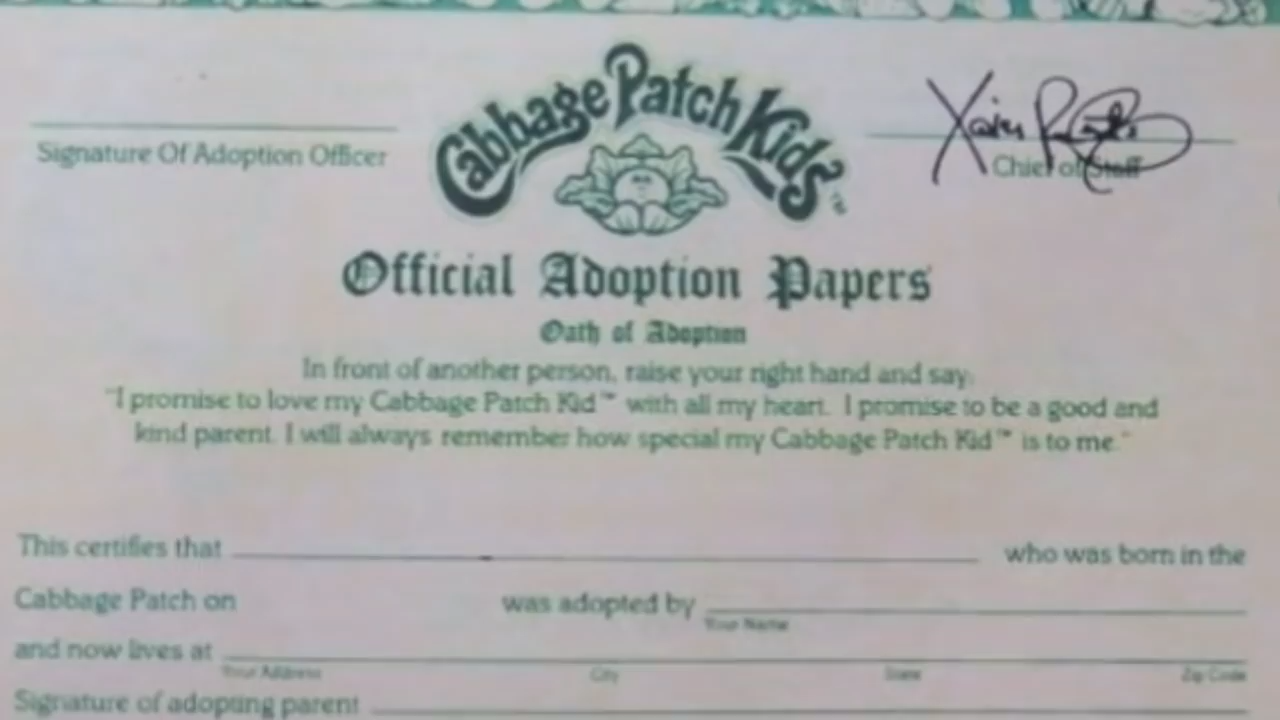 Cabbage Patch Kids
Signature Of Adoption Officer
Chief of Staff
Official Adoption Papers
Oath of Adoption
In front of another person, raise your right hand and say:
"I promise to love my Cabbage Patch Kid™ with all my heart. I promise to be a good and
kind parent. I will always remember how special my Cabbage Patch Kid™ is to me."
This certifies that who was born in the
Cabbage Patch on was adopted by
Your Name
and now lives at
Your Address City State Zip Code
Signature of adopting parent